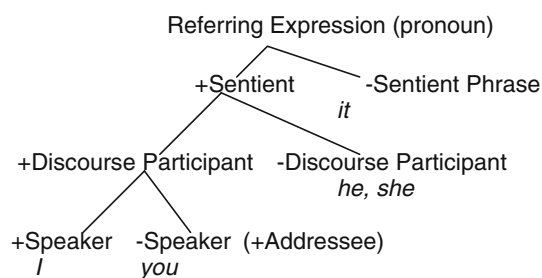 Referring Expression (pronoun)
+Sentient -Sentient Phrase
it
+Discourse Participant -Discourse Participant
he, she
+Speaker -Speaker (+Addressee)
I you